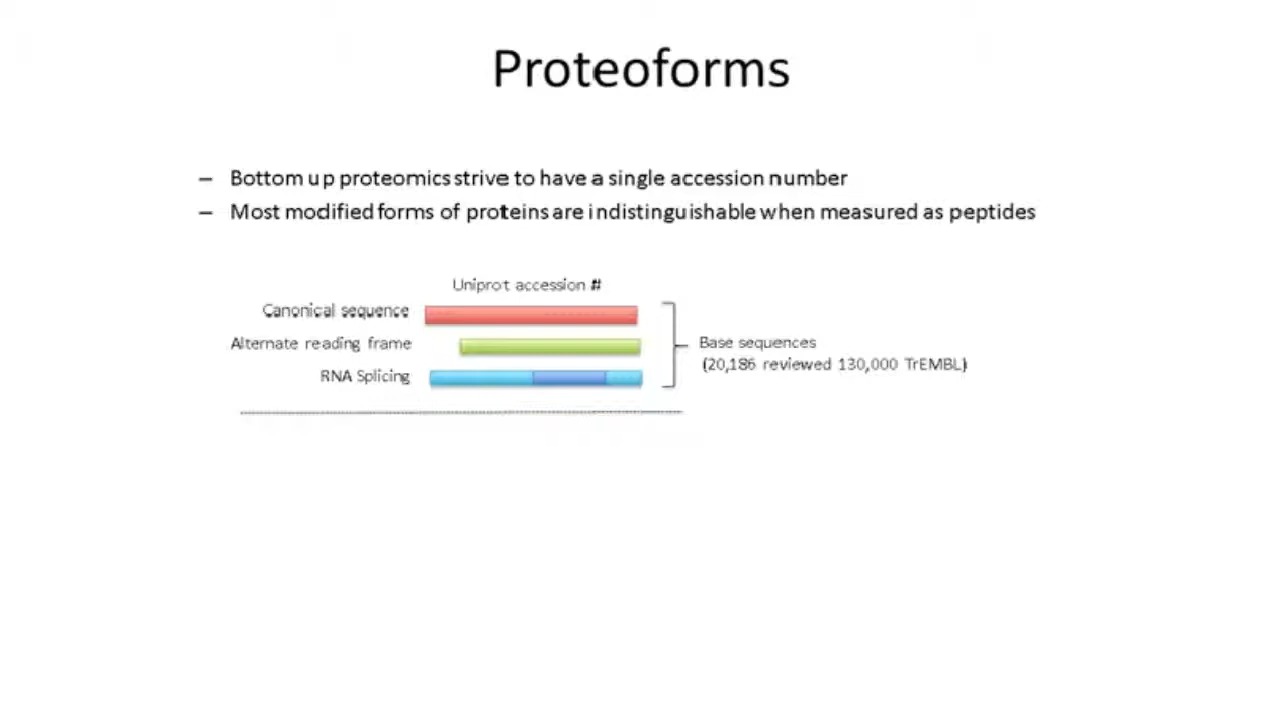 Proteoforms
– Bottom up proteomics strive to have a single accession number
– Most modified forms of proteins are indistinguishable when measured as peptides
Uniprot accession #
Canonical sequence
Alternate reading frame
RNA Splicing
Base sequences
(20,186 reviewed 130,000 TrEMBL)